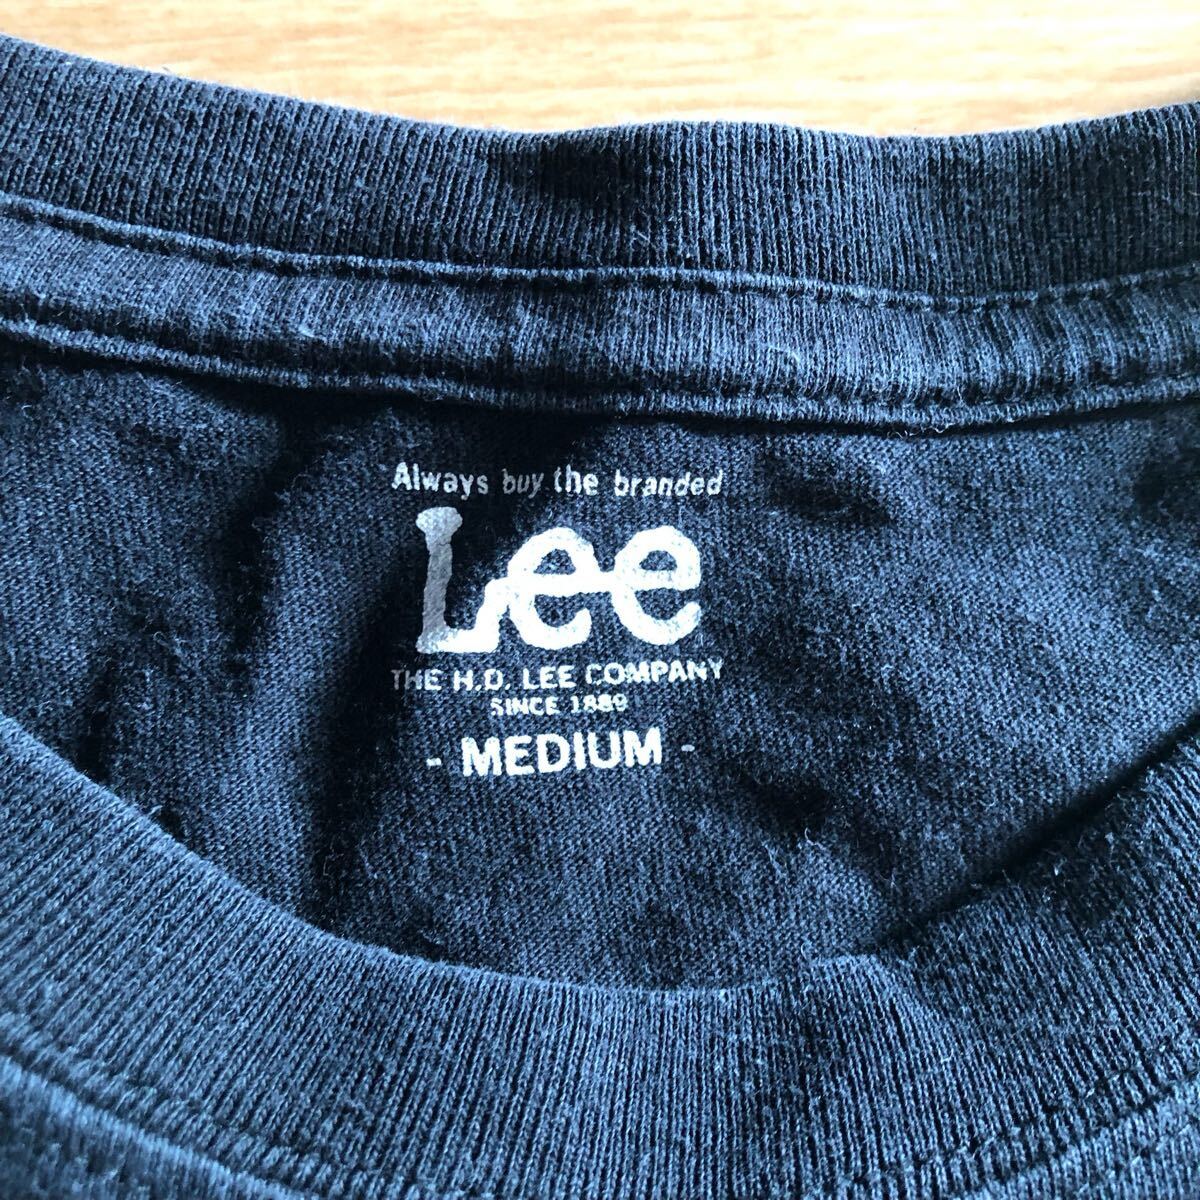 Always buy the branded
Lee
THE H.D. LEE COMPANY
SINCE 1889
- MEDIUM -